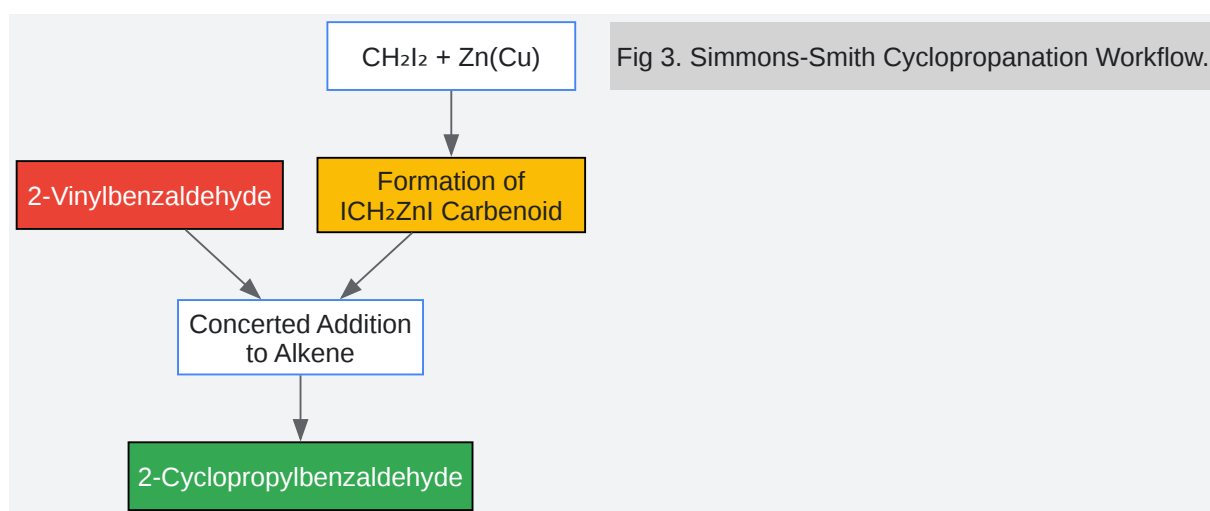 CH₂I₂ + Zn(Cu)
Fig 3. Simmons-Smith Cyclopropanation Workflow.
2-Vinylbenzaldehyde
Formation of
ICH₂ZnI Carbenoid
Concerted Addition
to Alkene
2-Cyclopropylbenzaldehyde